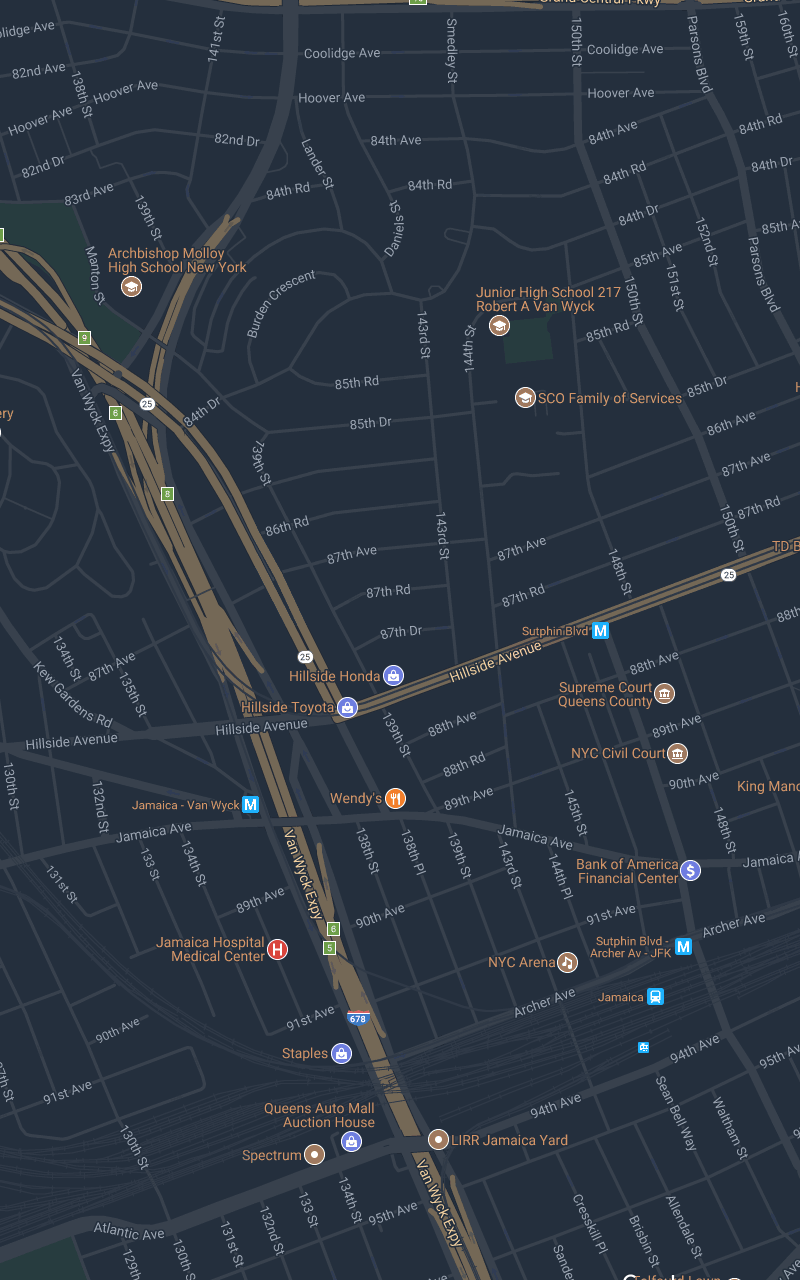 Grand Central Pkwy
Coolidge Ave
141st St
Coolidge Ave
Smedley St
150th St
Coolidge Ave
Parsons Blvd
159th St
160th St
82nd Ave
138th St
Hoover Ave
Hoover Ave
Hoover Ave
Hoover Ave
82nd Dr
84th Ave
84th Ave
84th Rd
82nd Dr
Lander St
84th Rd
84th Dr
83rd Ave
84th Rd
84th Rd
139th St
Daniels St
84th Dr
152nd St
85th A
Manton St
Archbishop Molloy
High School New York
85th Ave
Parsons Blvd
151st St
Burden Crescent
Junior High School 217
Robert A Van Wyck
150th St
9
143rd St
144th St
85th Rd
Van Wyck Expy
85th Rd
85th Dr
25
84th Dr
SCO Family of Services
6
ery
85th Dr
86th Ave
139th St
87th Ave
8
87th Rd
86th Rd
143rd St
150th St
87th Ave
87th Ave
TD B
148th St
25
87th Rd
87th Rd
88th
87th Dr
Sutphin Blvd
M
134th St
25
Hillside Avenue
88th Ave
87th Ave
Hillside Honda
Kew Gardens Rd
135th St
Supreme Court
Queens County
Hillside Toyota
Hillside Avenue
Hillside Avenue
139th St
88th Ave
89th Ave
NYC Civil Court
88th Rd
130th St
90th Ave
King Mano
132nd St
Jamaica - Van Wyck
M
Wendy's
89th Ave
145th St
148th St
Jamaica Ave
Van Wyck Expy
138th St
138th Pl
139th St
143rd St
Jamaica Ave
133 St
134th St
144th Pl
Bank of America
Financial Center
Jamaica A
131st St
89th Ave
90th Ave
91st Ave
Archer Ave
6
5
Jamaica Hospital
Medical Center
H
Sutphin Blvd -
Archer Av - JFK
M
NYC Arena
Jamaica
Archer Ave
91st Ave
678
90th Ave
Staples
94th Ave
95th A
91st Ave
Sean Bell Way
Queens Auto Mall
Auction House
94th Ave
Waltham St
130th St
LIRR Jamaica Yard
Spectrum
Van Wyck Expy
134th St
133 St
95th Ave
Cresskill Pl
Allendale St
132nd St
Brisbin St
131st St
Atlantic Ave
130th St
129th
Sande